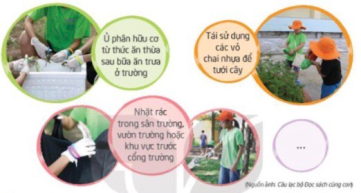 Ủ phân hữu cơ
từ thức ăn thừa
sau bữa ăn trưa
ở trường
Tái sử dụng
các vỏ
chai nhựa để
tưới cây
Nhặt rác
trong sân trường,
vườn trường hoặc
khu vực trước
cổng trường
...
(Nguồn ảnh: Câu lạc bộ Đọc sách cùng con)